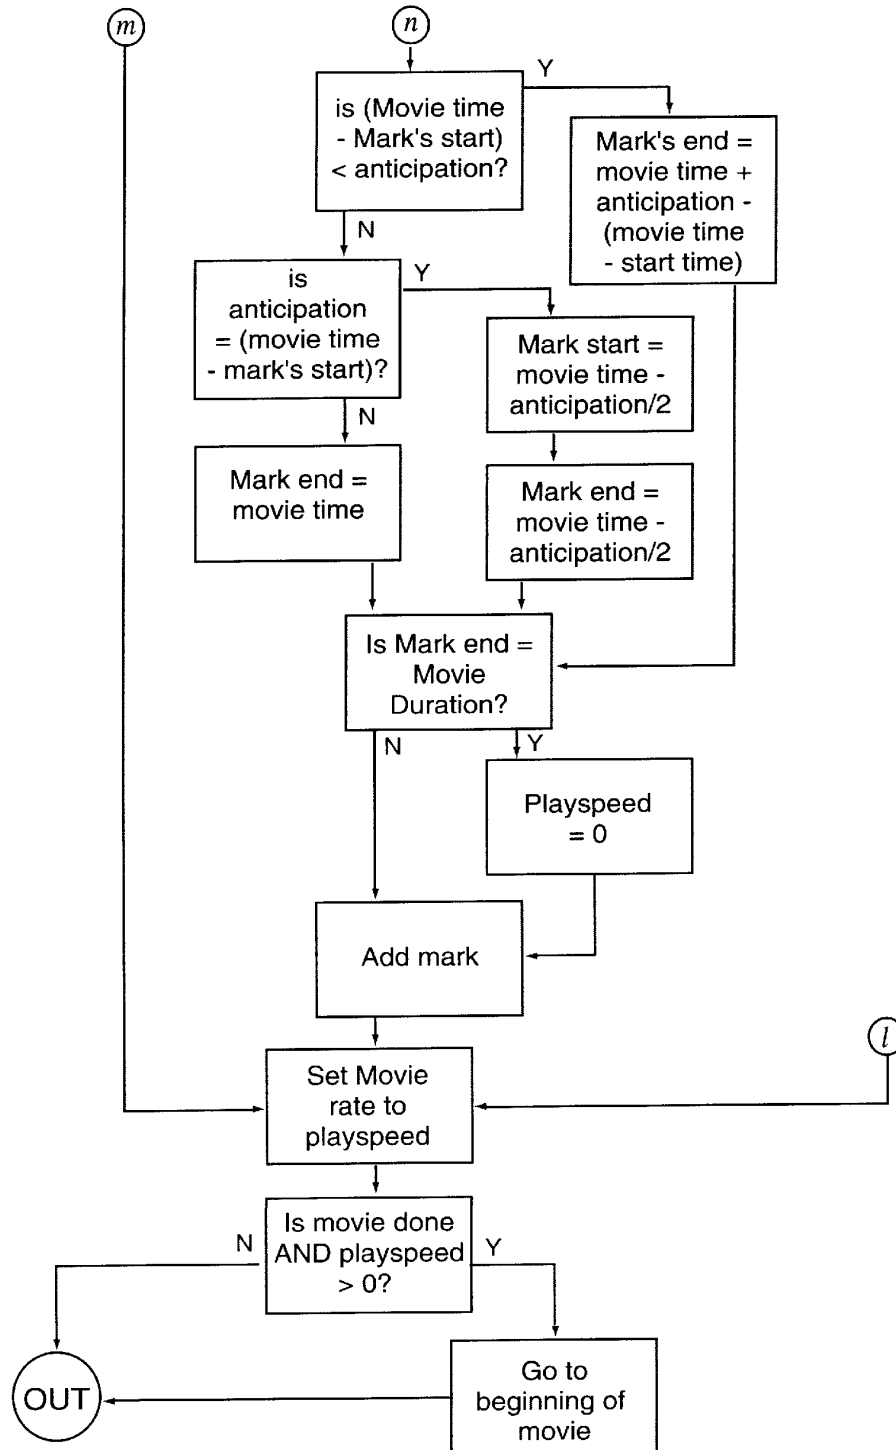 m
n
is (Movie time
- Mark's start)
< anticipation?
Y
N
Mark's end =
movie time +
anticipation -
(movie time
- start time)
is
anticipation
= (movie time
- mark's start)?
Y
N
Mark start =
movie time -
anticipation/2
Mark end =
movie time
Mark end =
movie time -
anticipation/2
Is Mark end =
Movie
Duration?
N
Y
Playspeed
= 0
Add mark
l
Set Movie
rate to
playspeed
Is movie done
AND playspeed
> 0?
N
Y
OUT
Go to
beginning of
movie